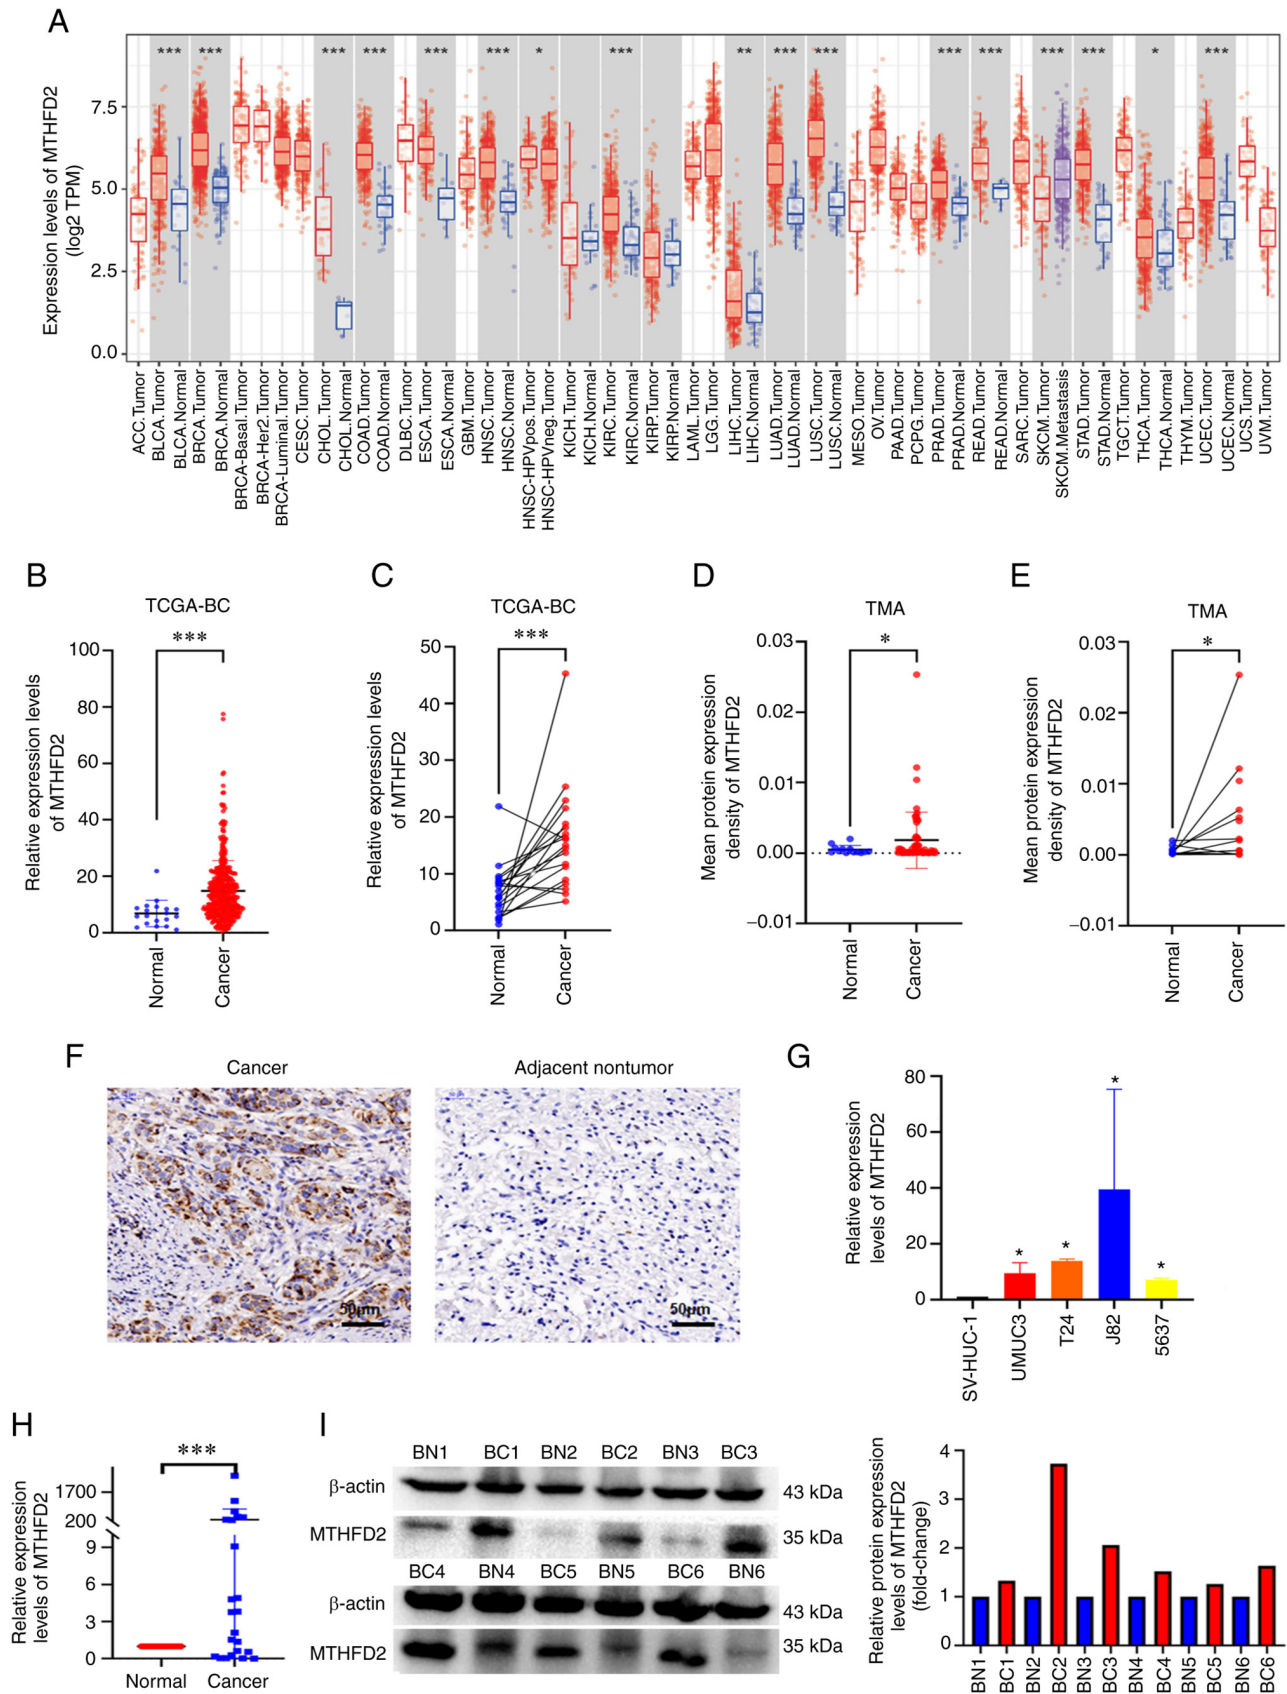 A
Expression levels of MTHFD2
(log2 TPM)
*** *** *** *** *** *** * *** ** *** *** *** *** *** *** * ***
7.5
5.0
2.5
0.0
ACC.Tumor
BLCA.Tumor
BLCA.Normal
BRCA.Tumor
BRCA.Normal
BRCA-Basal.Tumor
BRCA-Her2.Tumor
BRCA-Luminal.Tumor
CESC.Tumor
CHOL.Tumor
CHOL.Normal
COAD.Tumor
COAD.Normal
DLBC.Tumor
ESCA.Tumor
ESCA.Normal
GBM.Tumor
HNSC.Tumor
HNSC.Normal
HNSC-HPVpos.Tumor
HNSC-HPVneg.Tumor
KICH.Tumor
KICH.Normal
KIRC.Tumor
KIRC.Normal
KIRP.Tumor
KIRP.Normal
LAML.Tumor
LGG.Tumor
LIHC.Tumor
LIHC.Normal
LUAD.Tumor
LUAD.Normal
LUSC.Tumor
LUSC.Normal
MESO.Tumor
OV.Tumor
PAAD.Tumor
PCPG.Tumor
PRAD.Tumor
PRAD.Normal
READ.Tumor
READ.Normal
SARC.Tumor
SKCM.Tumor
SKCM.Metastasis
STAD.Tumor
STAD.Normal
TGCT.Tumor
THCA.Tumor
THCA.Normal
THYM.Tumor
UCEC.Tumor
UCEC.Normal
UCS.Tumor
UVM.Tumor
B
TCGA-BC
***
Relative expression levels
of MTHFD2
100
80
60
40
20
0
Normal
Cancer
C
TCGA-BC
***
Relative expression levels
of MTHFD2
50
40
30
20
10
0
Normal
Cancer
D
TMA
*
Mean protein expression
density of MTHFD2
0.03
0.02
0.01
0.00
−0.01
Normal
Cancer
E
TMA
*
Mean protein expression
density of MTHFD2
0.03
0.02
0.01
0.00
−0.01
Normal
Cancer
F
Cancer
Adjacent nontumor
50μm
50μm
G
Relative expression
levels of MTHFD2
80
60
40
20
0
* * * *
SV-HUC-1
UMUC3
T24
J82
5637
H
***
Relative expression
levels of MTHFD2
1700
200
9
6
3
0
Normal
Cancer
I
BN1 BC1 BN2 BC2 BN3 BC3
β-actin
43 kDa
MTHFD2
35 kDa
BC4 BN4 BC5 BN5 BC6 BN6
β-actin
43 kDa
MTHFD2
35 kDa
Relative protein expression
levels of MTHFD2
(fold-change)
4
3
2
1
0
BN1
BC1
BN2
BC2
BN3
BC3
BN4
BC4
BN5
BC5
BN6
BC6